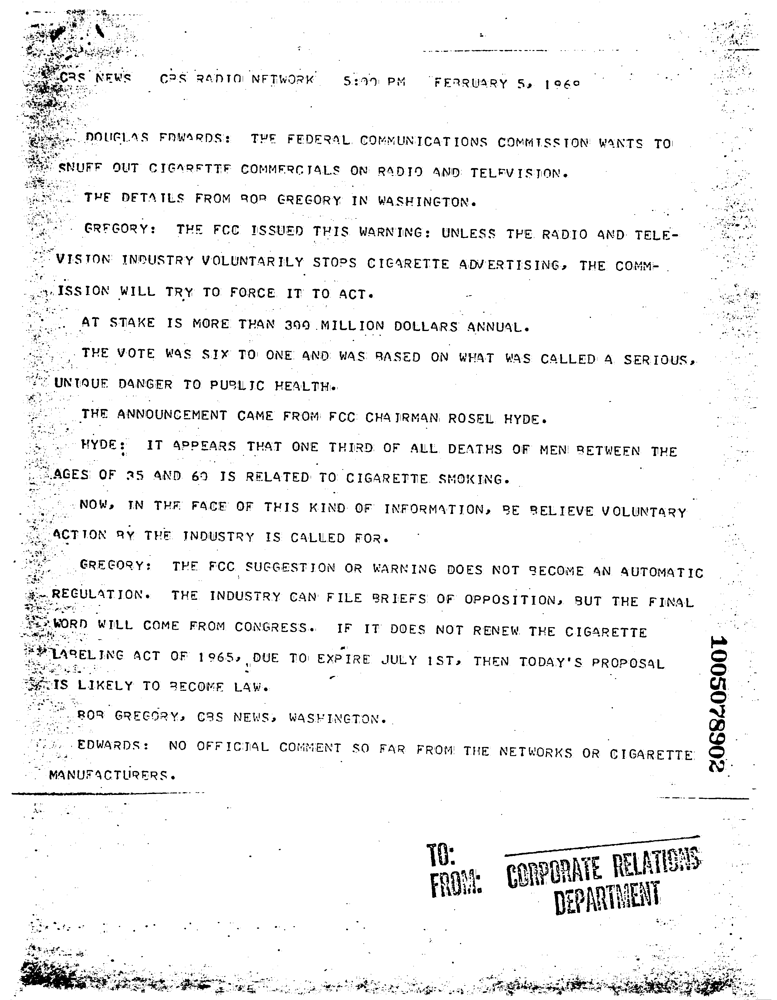 CBS NEWS CBS RADIO NETWORK 5:00 PM FEBRUARY 5, 1969
DOUGLAS EDWARDS: THE FEDERAL COMMUNICATIONS COMMISSION WANTS TO
SNUFF OUT CIGARETTE COMMERCIALS ON RADIO AND TELEVISION.
THE DETAILS FROM BOB GREGORY IN WASHINGTON.
GREGORY: THE FCC ISSUED THIS WARNING: UNLESS THE RADIO AND TELE-
VISION INDUSTRY VOLUNTARILY STOPS CIGARETTE ADVERTISING, THE COMM-
ISSION WILL TRY TO FORCE IT TO ACT.
AT STAKE IS MORE THAN 300 MILLION DOLLARS ANNUAL.
THE VOTE WAS SIX TO ONE AND WAS BASED ON WHAT WAS CALLED A SERIOUS,
UNIQUE DANGER TO PUBLIC HEALTH.
THE ANNOUNCEMENT CAME FROM FCC CHAIRMAN ROSEL HYDE.
HYDE: IT APPEARS THAT ONE THIRD OF ALL DEATHS OF MEN BETWEEN THE
AGES OF 35 AND 60 IS RELATED TO CIGARETTE SMOKING.
NOW, IN THE FACE OF THIS KIND OF INFORMATION, BE BELIEVE VOLUNTARY
ACTION BY THE INDUSTRY IS CALLED FOR.
GREGORY: THE FCC SUGGESTION OR WARNING DOES NOT BECOME AN AUTOMATIC
REGULATION. THE INDUSTRY CAN FILE BRIEFS OF OPPOSITION, BUT THE FINAL
WORD WILL COME FROM CONGRESS. IF IT DOES NOT RENEW THE CIGARETTE
LABELING ACT OF 1965, DUE TO EXPIRE JULY 1ST, THEN TODAY'S PROPOSAL
IS LIKELY TO BECOME LAW.
BOB GREGORY, CBS NEWS, WASHINGTON.
EDWARDS: NO OFFICIAL COMMENT SO FAR FROM THE NETWORKS OR CIGARETTE
MANUFACTURERS.
1005078902
TO:
FROM: CORPORATE RELATIONS
DEPARTMENT